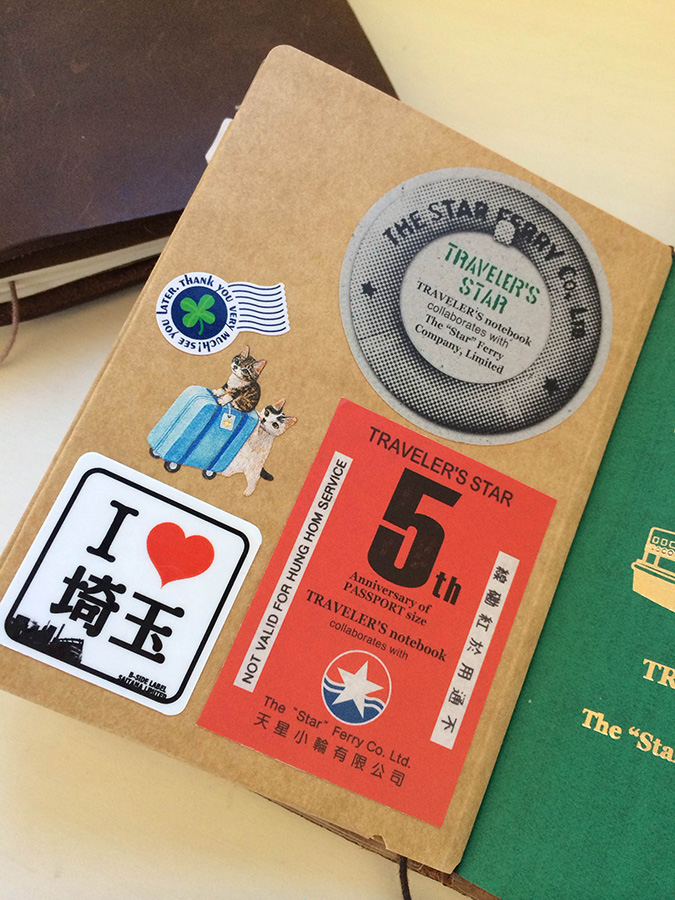 THE STAR FERRY Co., Ltd
TRAVELER'S
STAR
TRAVELER'S notebook
collaborates with
The "Star" Ferry
Company, Limited
THANK YOU VERY MUCH! SEE YOU LATER.
I ♥
埼玉
B-SIDE LABEL
SAITAMA LIMITED
TRAVELER'S STAR
5th
Anniversary of
PASSPORT size
TRAVELER'S notebook
collaborates with
The "Star" Ferry Co. Ltd.
天星小輪有限公司
NOT VALID FOR HUNG HOM SERVICE
不通用於紅磡線
TR
The "Sta